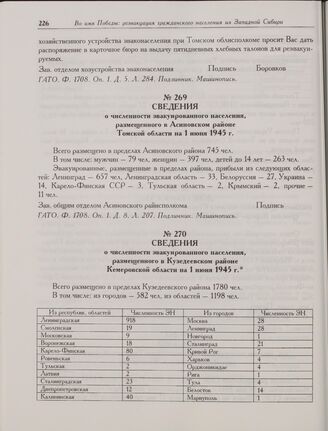 226
Во имя Победы: реэвакуация гражданского населения из Западной Сибири
хозяйственного устройства эваконаселения при Томском облисполкоме просит Вас дать
распоряжение в карточное бюро на выдачу пятидневных хлебных талонов для реэваку-
ируемых.
Зав. отделом хозустройства эваконаселения Подпись Боровков
ГАТО. Ф. 1708. Оп. 1. Д. 5. Л. 284. Подлинник. Машинопись.
№ 269
СВЕДЕНИЯ
о численности эвакуированного населения,
размещенного в Асиновском районе
Томской области на 1 июня 1945 г.
Всего размещено в пределах Асиновского района 745 чел.
В том числе: мужчин – 79 чел, женщин – 397 чел, детей до 14 лет – 263 чел.
Эвакуированные, размещенные в пределах района, прибыли из следующих облас-
тей: Ленинград – 657 чел, Ленинградская область – 33, Белоруссия – 27, Украина –
14, Карело-Финская ССР – 3, Тульская область – 2, Крымский – 2, прочие –
11 чел.
Зав. общим отделом Асиновского райисполкома Подпись
ГАТО. Ф. 1708. Оп. 1. Д. 8. Л. 207. Подлинник. Машинопись.
№ 270
СВЕДЕНИЯ
о численности эвакуированного населения,
размещенного в Кузедеевском районе
Кемеровской области на 1 июня 1945 г.*
Всего размещено в пределах Кузедеевского района 1780 чел.
В том числе: из городов – 582 чел, из областей – 1198 чел.
Из республик, областей Численность ЭН Из городов Численность ЭН
Ленинградская 918 Москва 28
Смоленская 19 Ленинград 28
Московская 9 Новгород 1
Воронежская 18 Сталинград 21
Карело-Финская 80 Кривой Рог 7
Ровеньская 6 Харьков 4
Тульская 2 Орджоникидзе 4
Латвия 2 Рига 1
Сталинградская 23 Тула 4
Днепропетровская 12 Белосток 14
Калининская 40 Мариуполь 1